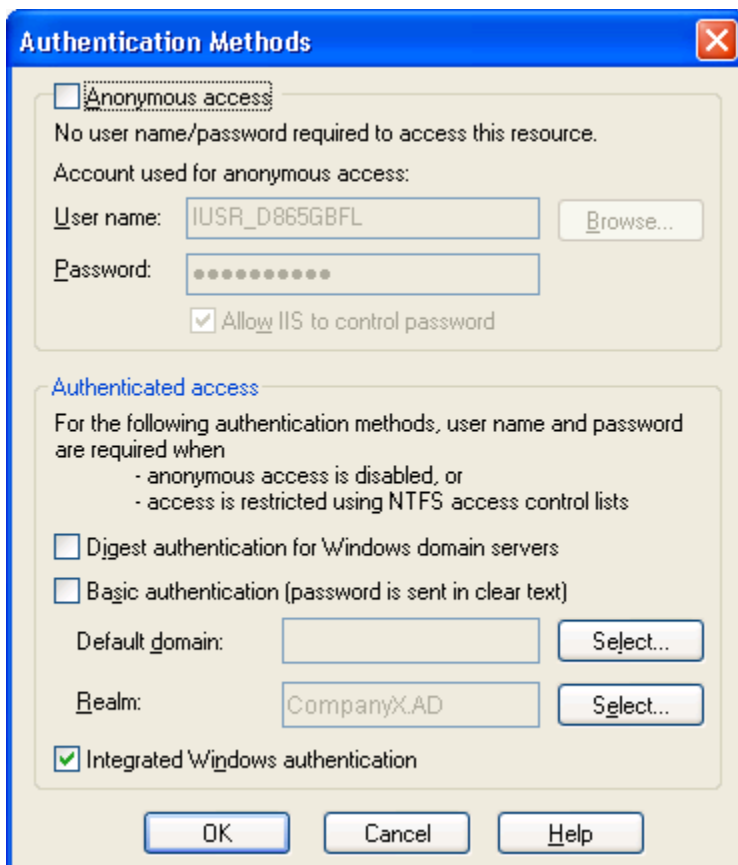 Authentication Methods
Anonymous access
No user name/password required to access this resource.
Account used for anonymous access:
User name: IUSR_D865GBFL Browse...
Password: ●●●●●●●●●●
Allow IIS to control password
Authenticated access
For the following authentication methods, user name and password
are required when
- anonymous access is disabled, or
- access is restricted using NTFS access control lists
Digest authentication for Windows domain servers
Basic authentication (password is sent in clear text)
Default domain: Select...
Realm: CompanyX.AD Select...
Integrated Windows authentication
OK Cancel Help